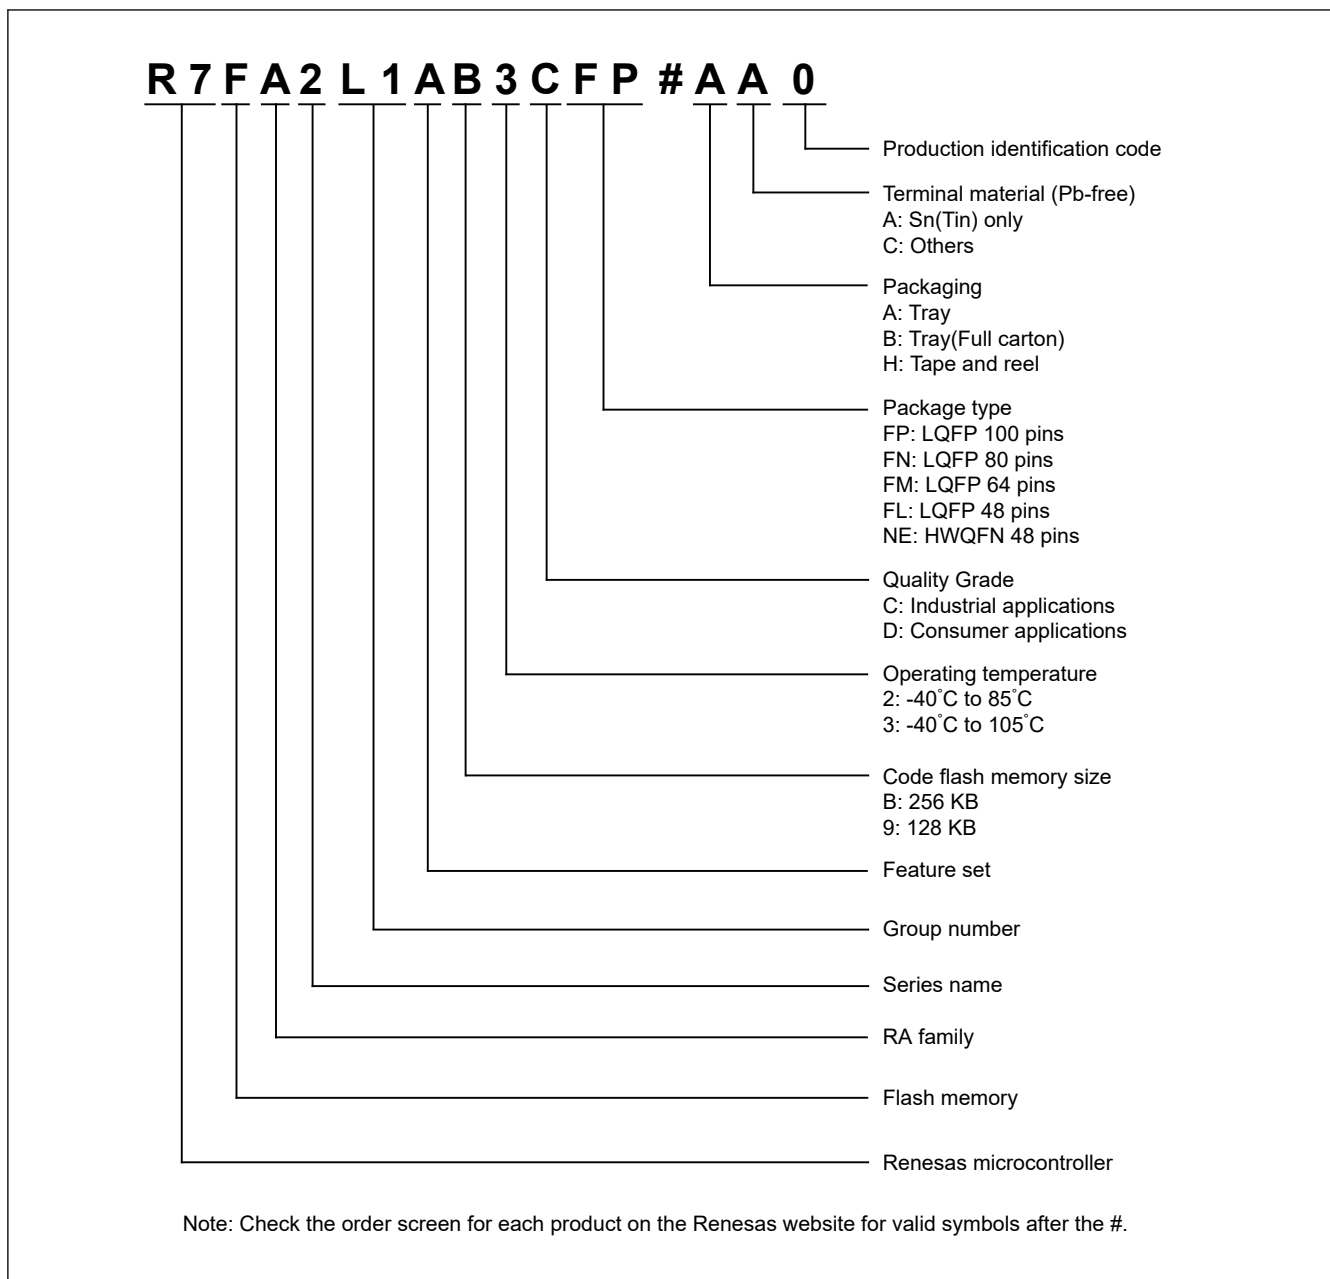 R7FA2L1AB3CFP#AA0
Production identification code
Terminal material (Pb-free)
A: Sn(Tin) only
C: Others
Packaging
A: Tray
B: Tray(Full carton)
H: Tape and reel
Package type
FP: LQFP 100 pins
FN: LQFP 80 pins
FM: LQFP 64 pins
FL: LQFP 48 pins
NE: HWQFN 48 pins
Quality Grade
C: Industrial applications
D: Consumer applications
Operating temperature
2: -40°C to 85°C
3: -40°C to 105°C
Code flash memory size
B: 256 KB
9: 128 KB
Feature set
Group number
Series name
RA family
Flash memory
Renesas microcontroller
Note: Check the order screen for each product on the Renesas website for valid symbols after the #.